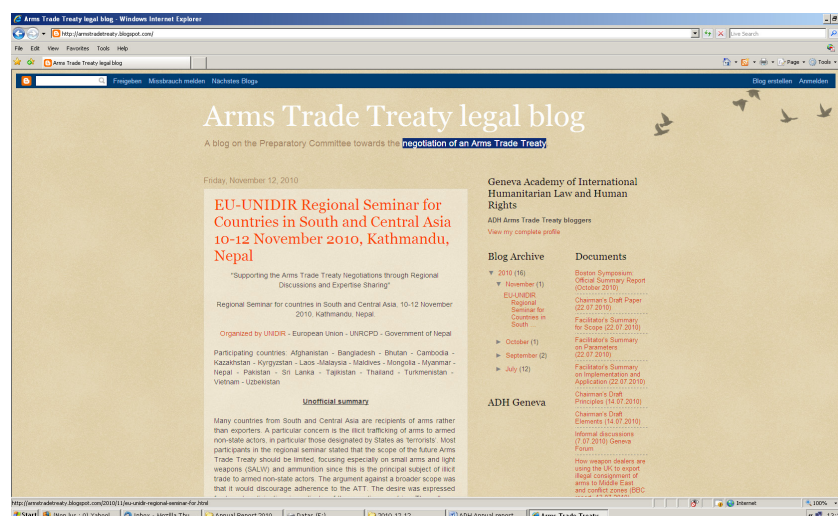 Arms Trade Treaty legal blog - Windows Internet Explorer
http://armstradetreaty.blogspot.com/
Live Search
File Edit View Favorites Tools Help
Arms Trade Treaty legal blog
Page Tools
Freigeben Missbrauch melden Nächstes Blog» Blog erstellen Anmelden
Arms Trade Treaty legal blog
A blog on the Preparatory Committee towards the negotiation of an Arms Trade Treaty
Friday, November 12, 2010
EU-UNIDIR Regional Seminar for
Countries in South and Central Asia
10-12 November 2010, Kathmandu,
Nepal
"Supporting the Arms Trade Treaty Negotiations through Regional
Discussions and Expertise Sharing"
Regional Seminar for countries in South and Central Asia, 10-12 November
2010, Kathmandu, Nepal.
Organized by UNIDIR - European Union - UNRCPD - Government of Nepal
Participating countries: Afghanistan - Bangladesh - Bhutan - Cambodia -
Kazakhstan - Kyrgyzstan - Laos -Malaysia - Maldives - Mongolia - Myanmar -
Nepal - Pakistan - Sri Lanka - Tajikistan - Thailand - Turkmenistan -
Vietnam - Uzbekistan
Unofficial summary
Many countries from South and Central Asia are recipients of arms rather
than exporters. A particular concern is the illicit trafficking of arms to armed
non-state actors, in particular those designated by States as 'terrorists'. Most
participants in the regional seminar stated that the scope of the future Arms
Trade Treaty should be limited, focusing especially on small arms and light
weapons (SALW) and ammunition since this is the principal subject of illicit
trade to armed non-state actors. The argument against a broader scope was
that it would discourage adherence to the ATT. The desire was expressed
Geneva Academy of International
Humanitarian Law and Human
Rights
ADH Arms Trade Treaty bloggers
View my complete profile
Blog Archive
▼ 2010 (16)
▼ November (1)
EU-UNIDIR
Regional
Seminar for
Countries in
South ...
► October (1)
► September (2)
► July (12)
ADH Geneva
Documents
Boston Symposium:
Official Summary Report
(October 2010)
Chairman's Draft Paper
(22.07.2010)
Facilitator's Summary
for Scope (22.07.2010)
Facilitator's Summary
on Parameters
(22.07.2010)
Facilitator's Summary
on Implementation and
Application (22.07.2010)
Chairman's Draft
Principles (14.07.2010)
Chairman's Draft
Elements (14.07.2010)
Informal discussions
(7.07.2010) Geneva
Forum
How weapon dealers are
using the UK to export
illegal consignment of
arms to Middle East
and conflict zones (BBC
http://armstradetreaty.blogspot.com/2010/11/eu-unidir-regional-seminar-for.html
Internet 100%